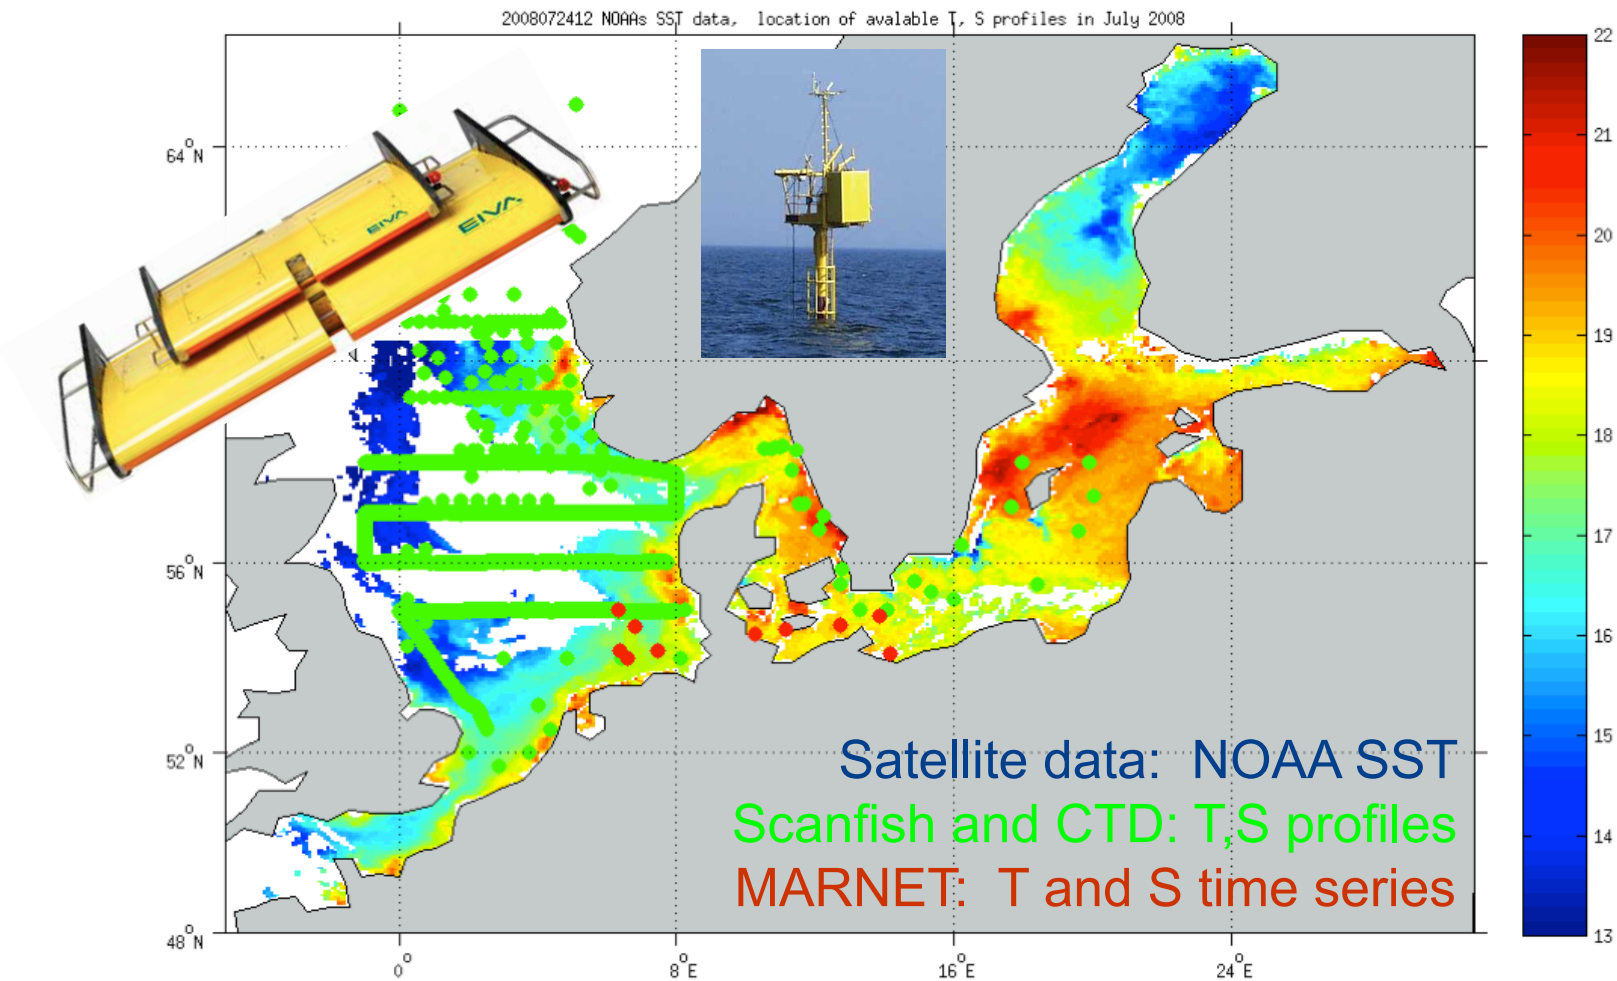 2008072412 NOAAs SST data, location of avalable T, S profiles in July 2008
EIVA
EIVA
64°N
56°N
52°N
48°N
0°
8°E
16°E
24°E
22
21
20
19
18
17
16
15
14
13
Satellite data: NOAA SST
Scanfish and CTD: T,S profiles
MARNET: T and S time series